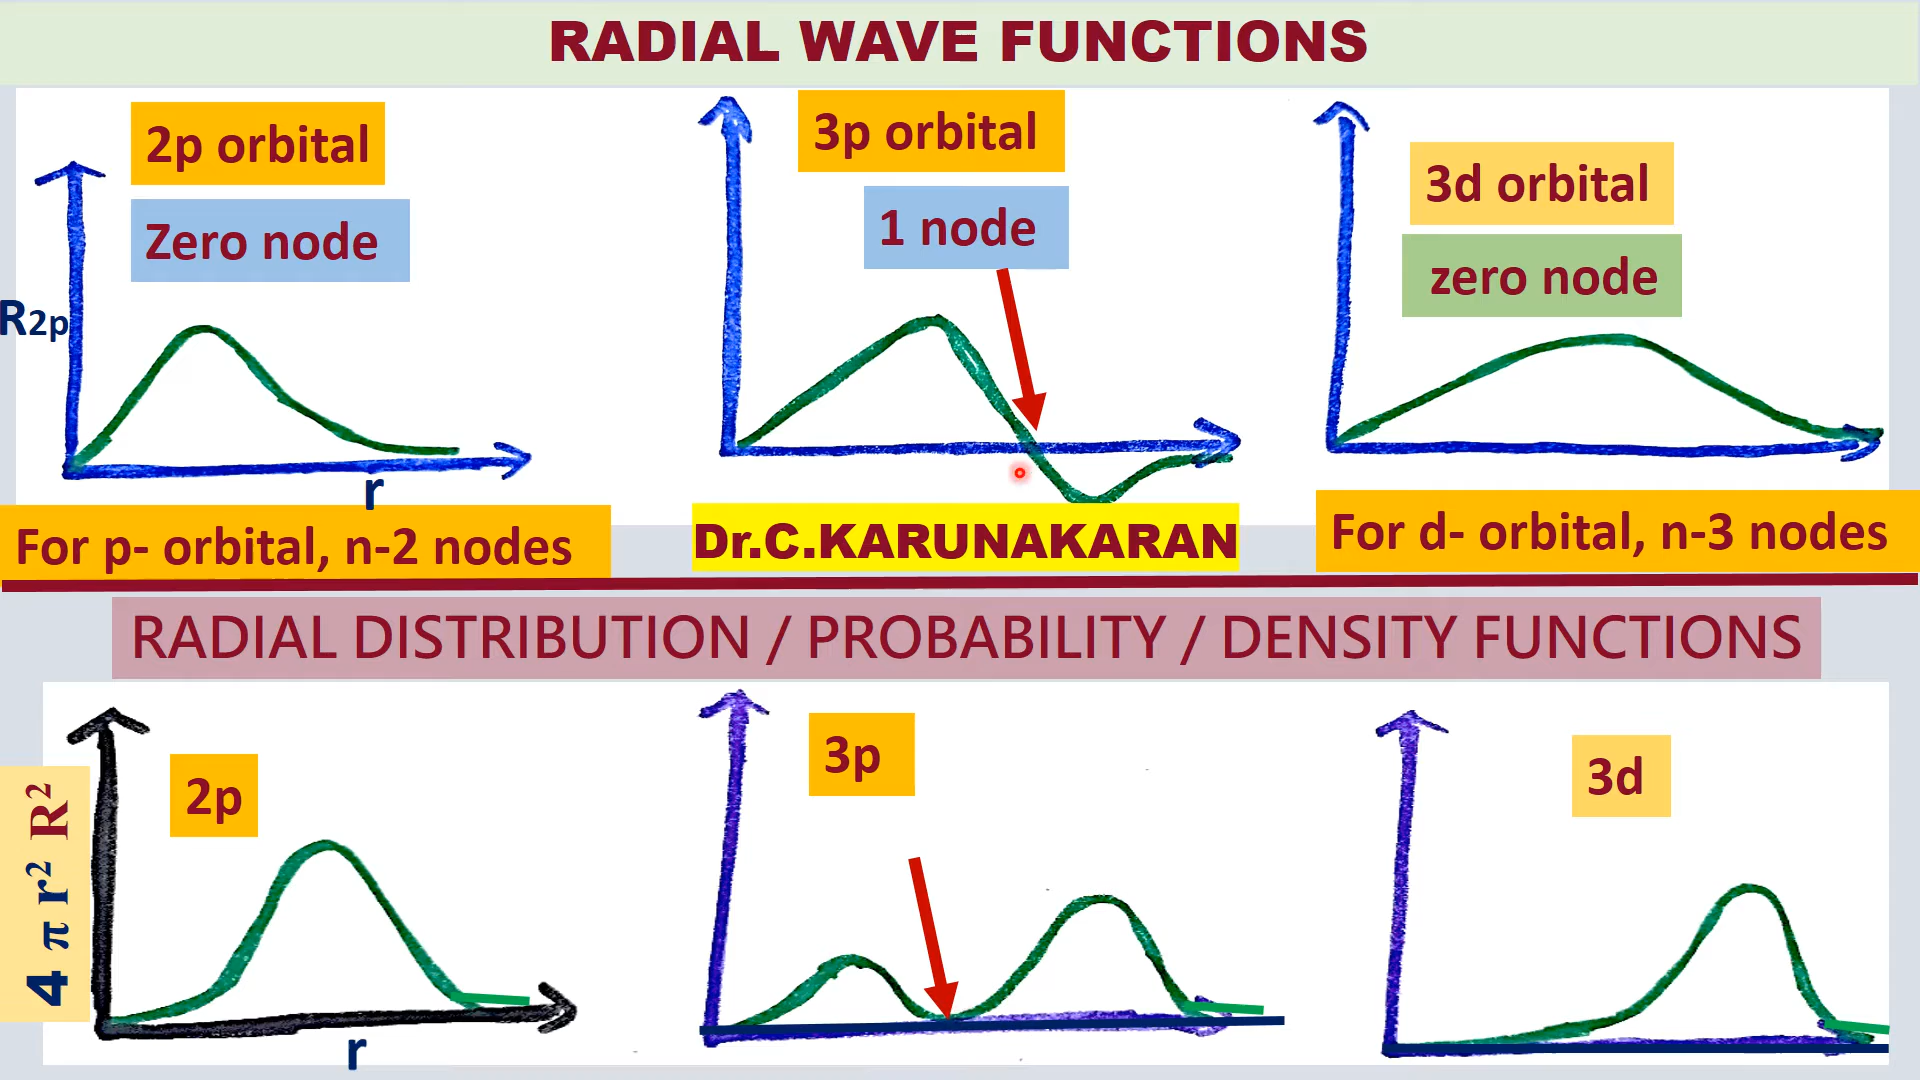 RADIAL WAVE FUNCTIONS
2p orbital
Zero node
R2p
r
3p orbital
1 node
3d orbital
zero node
For p- orbital, n-2 nodes
Dr.C.KARUNAKARAN
For d- orbital, n-3 nodes
RADIAL DISTRIBUTION / PROBABILITY / DENSITY FUNCTIONS
4 π r² R²
2p
r
3p
3d